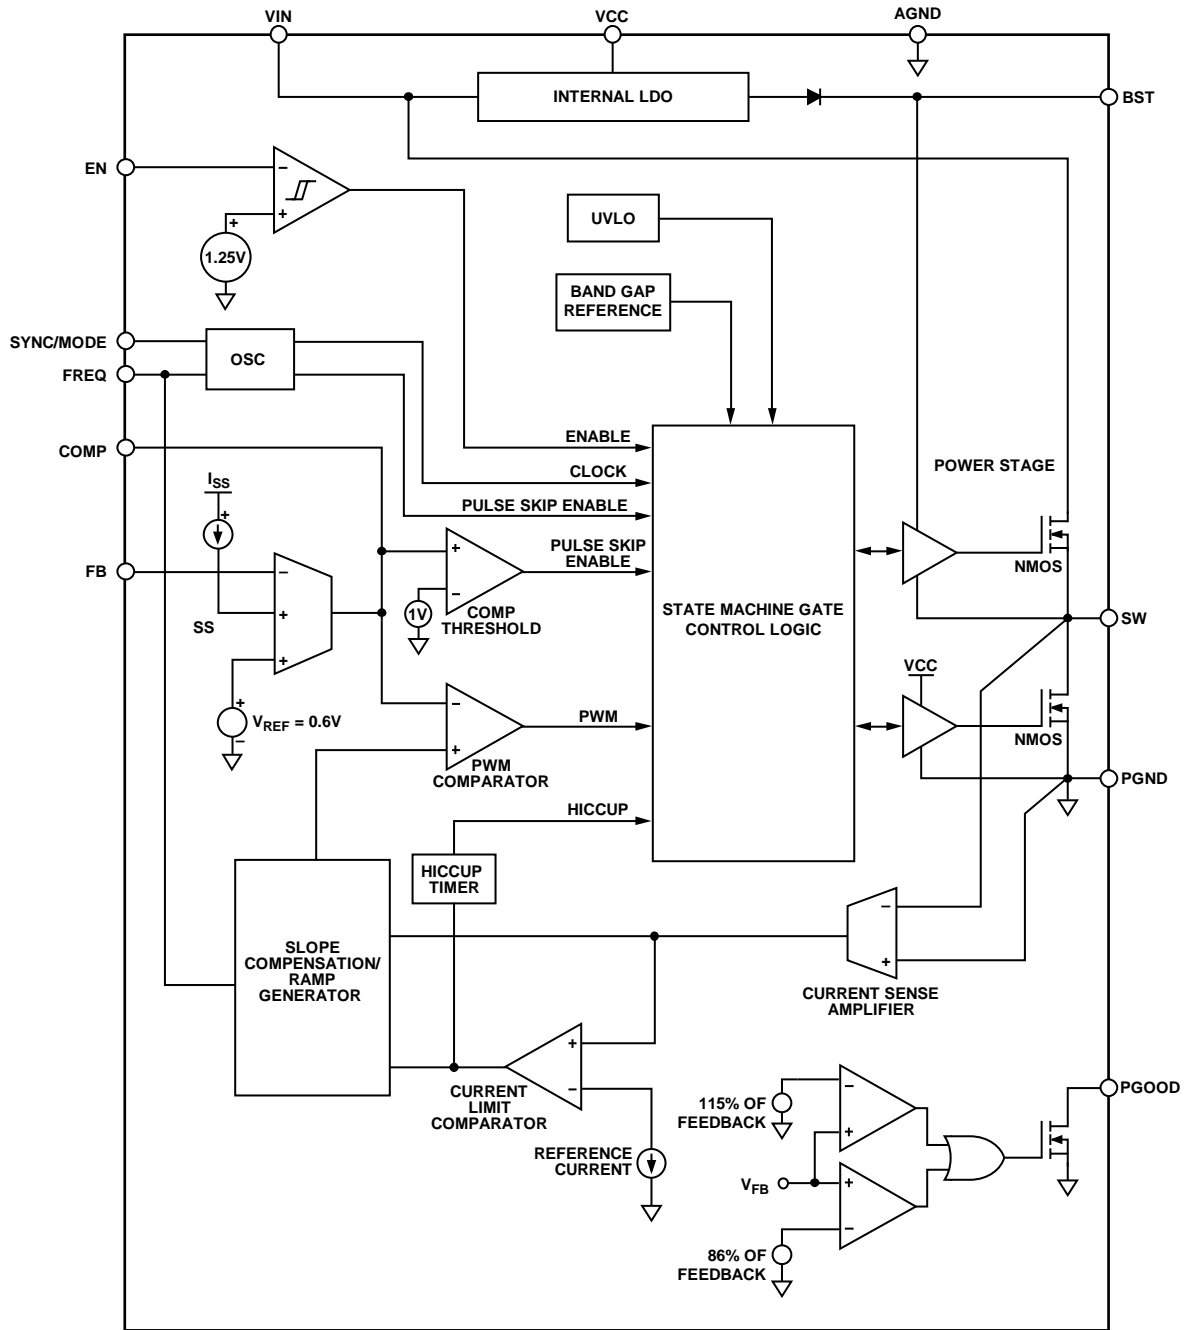 VIN
VCC
AGND
INTERNAL LDO
BST
EN
−
+
+
1.25V
UVLO
BAND GAP
REFERENCE
SYNC/MODE
OSC
FREQ
COMP
ENABLE
CLOCK
PULSE SKIP ENABLE
POWER STAGE
ISS
+
FB
−
+
+
SS
+
−
VREF = 0.6V
+
−
1V
COMP
THRESHOLD
PULSE SKIP
ENABLE
STATE MACHINE GATE
CONTROL LOGIC
NMOS
SW
VCC
NMOS
−
+
PWM
COMPARATOR
PWM
PGND
HICCUP
HICCUP
TIMER
SLOPE
COMPENSATION/
RAMP
GENERATOR
−
+
CURRENT SENSE
AMPLIFIER
+
−
CURRENT
LIMIT
COMPARATOR
REFERENCE
CURRENT
PGOOD
115% OF
FEEDBACK
−
+
VFB
+
−
86% OF
FEEDBACK